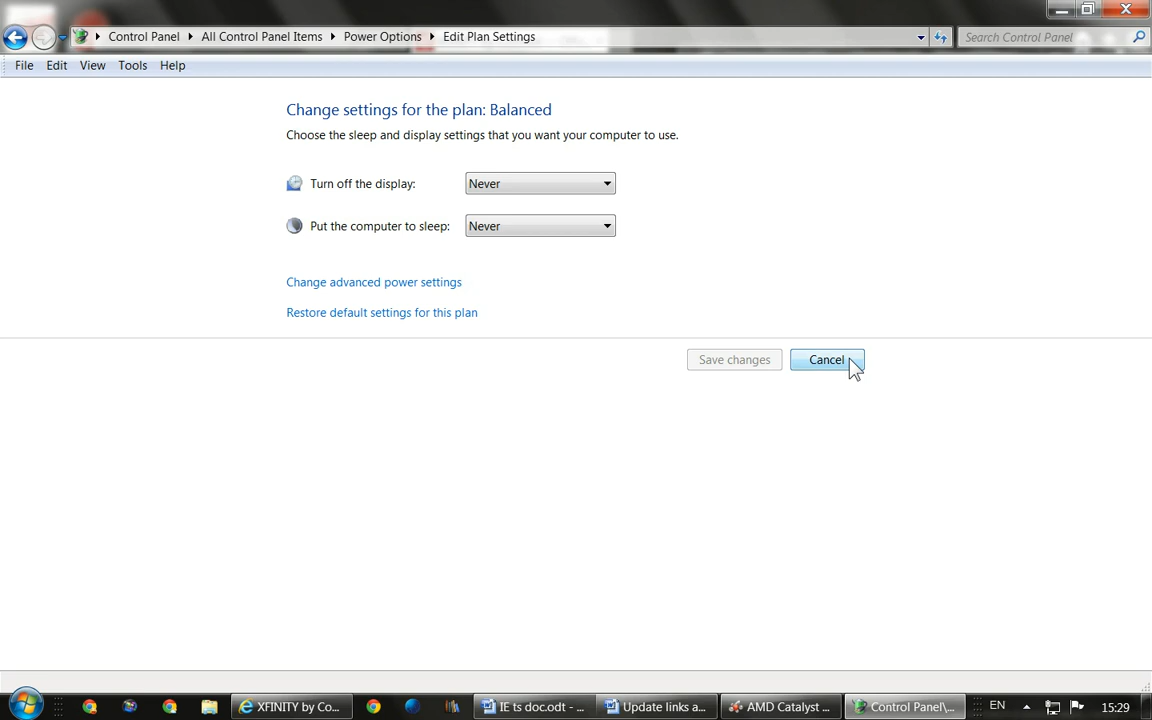 Control Panel All Control Panel Items Power Options Edit Plan Settings Search Control Panel
File Edit View Tools Help
Change settings for the plan: Balanced
Choose the sleep and display settings that you want your computer to use.
Turn off the display: Never
Put the computer to sleep: Never
Change advanced power settings
Restore default settings for this plan
Save changes Cancel
XFINITY by Co... IE ts doc.odt - ... Update links a... AMD Catalyst ... Control Panel\... EN 15:29